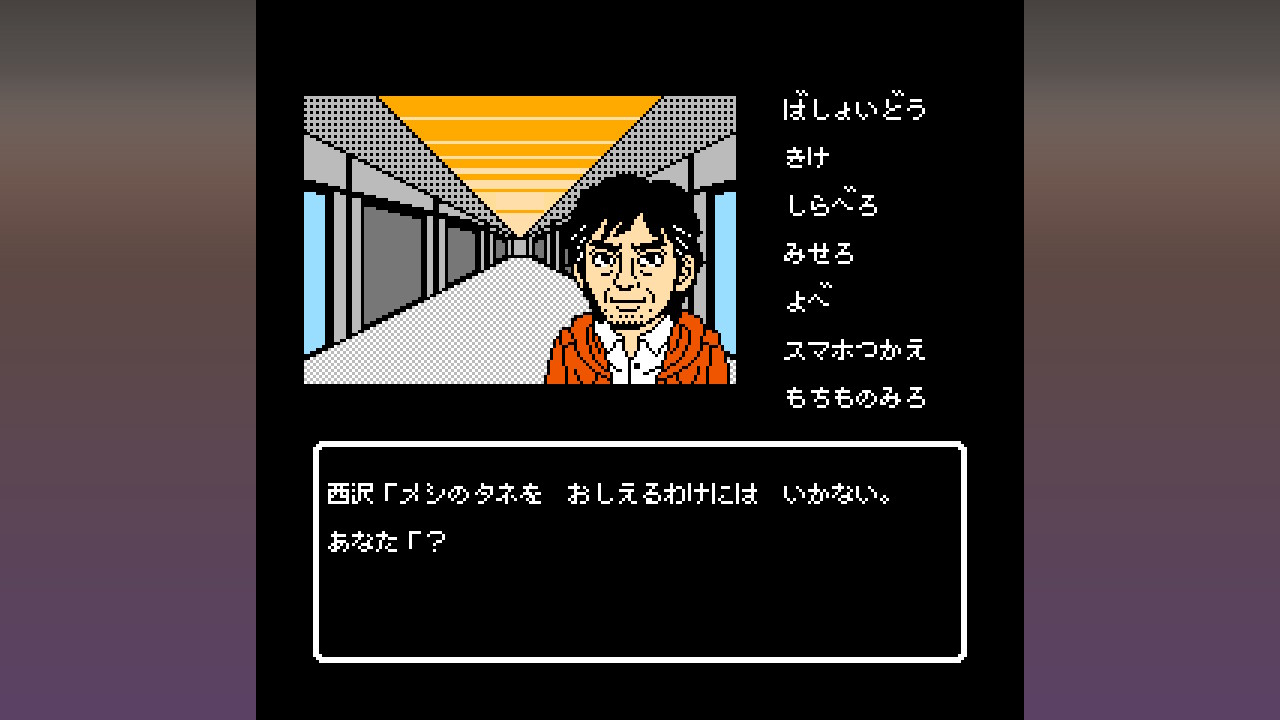 ばしょいどう
きけ
しらべろ
みせろ
よべ
スマホつかえ
もちものみろ
西沢「メシのタネを　おしえるわけには　いかない。
あなた「？